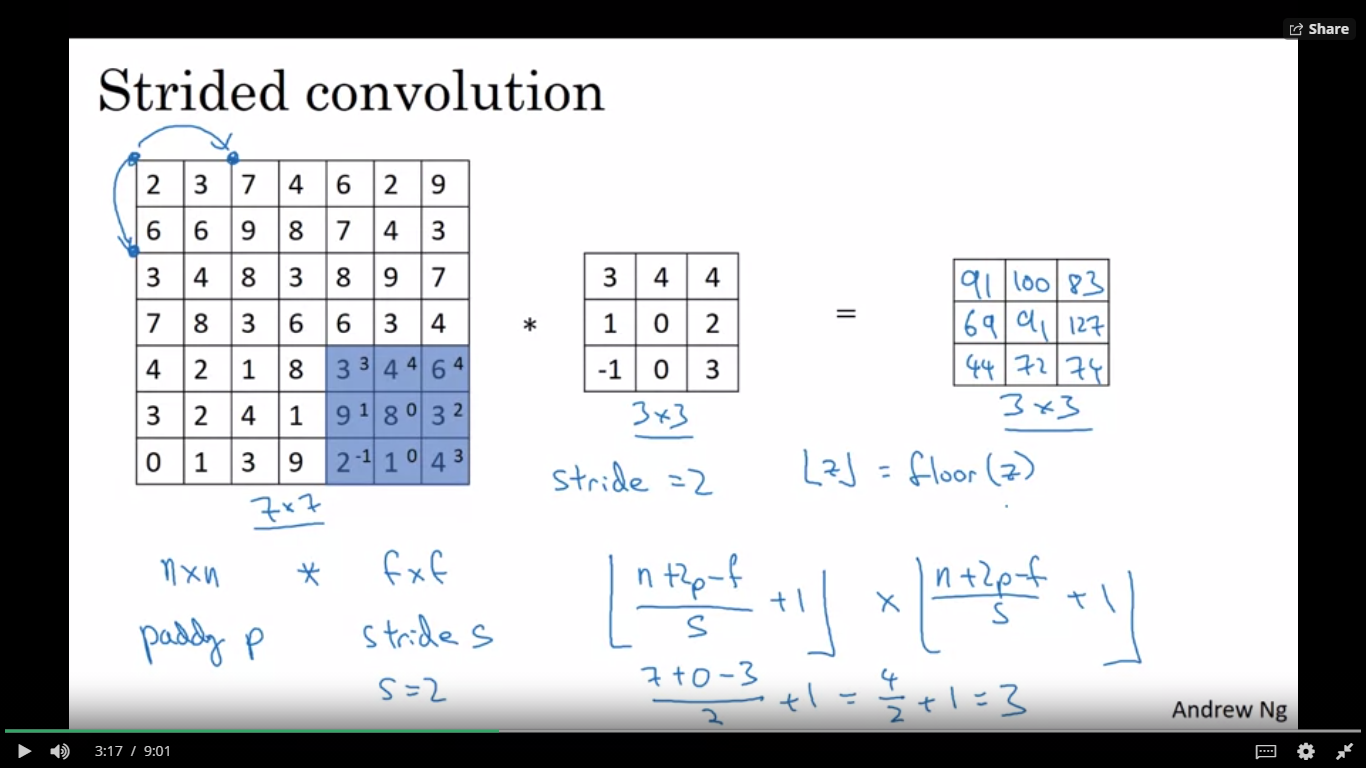 Share
Strided convolution
2 3 7 4 6 2 9
6 6 9 8 7 4 3
3 4 8 3 8 9 7
7 8 3 6 6 3 4
4 2 1 8 3 3 4 4 6 4
3 2 4 1 9 1 8 0 3 2
0 1 3 9 2 -1 1 0 4 3
7×7
*
3 4 4
1 0 2
-1 0 3
3×3
stride = 2
=
91 100 83
69 91 127
44 72 74
3×3
⌊z⌋ = floor(z)
n×n * f×f
paddg p stride s
s=2
⌊(n+2p-f)/s + 1⌋ × ⌊(n+2p-f)/s + 1⌋
(7+0-3)/2 + 1 = 4/2 + 1 = 3
Andrew Ng
3:17 / 9:01